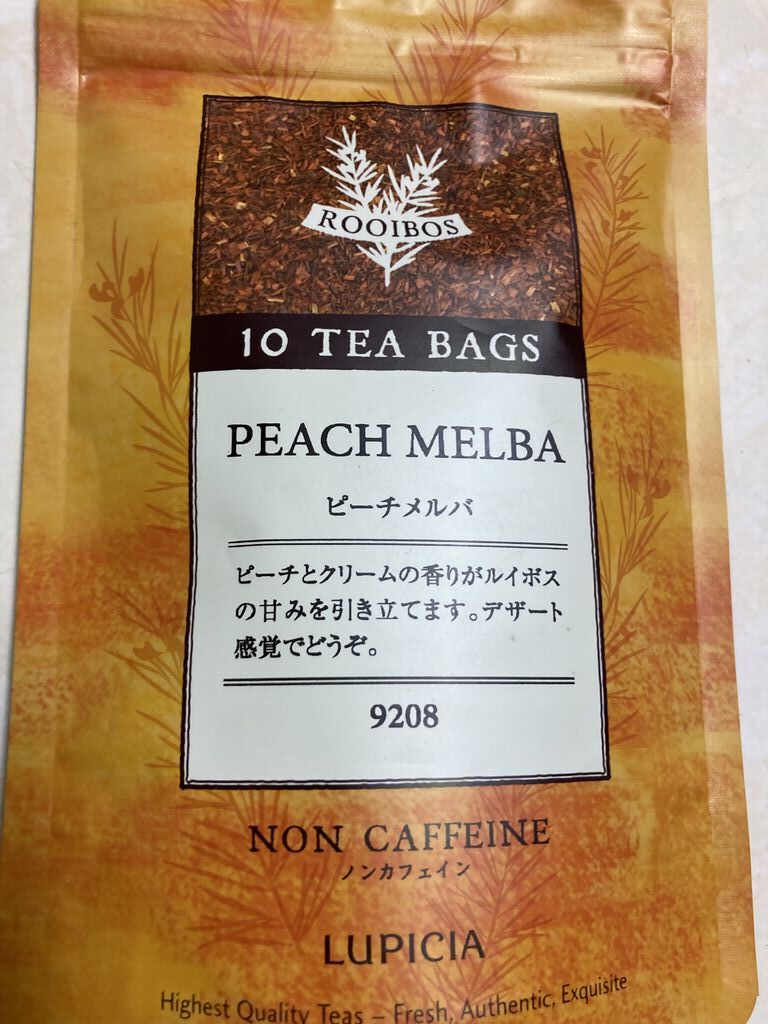 ROOIBOS
10 TEA BAGS
PEACH MELBA
ピーチメルバ
ピーチとクリームの香りがルイボス
の甘みを引き立てます。デザート
感覚でどうぞ。
9208
NON CAFFEINE
ノンカフェイン
LUPICIA
Highest Quality Teas – Fresh, Authentic, Exquisite